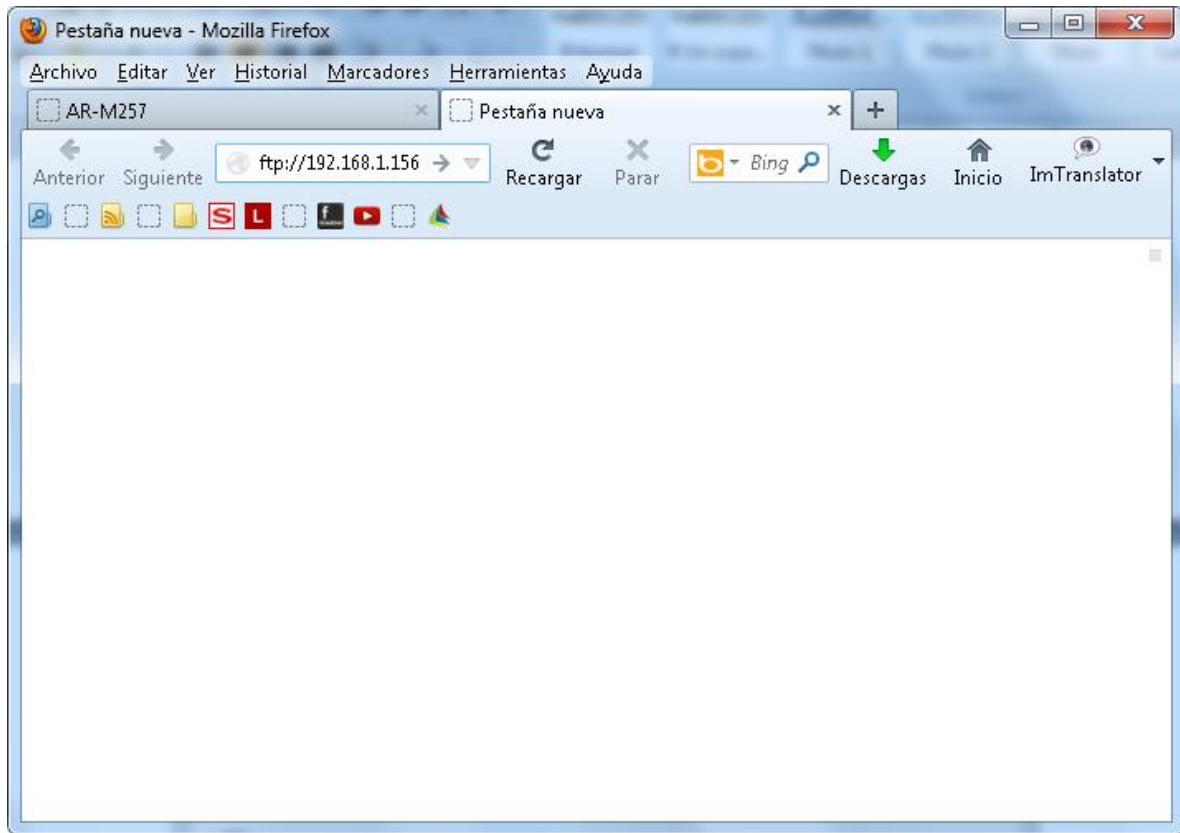 Pestaña nueva - Mozilla Firefox
Archivo Editar Ver Historial Marcadores Herramientas Ayuda
AR-M257 Pestaña nueva
Anterior Siguiente ftp://192.168.1.156 Recargar Parar Bing Descargas Inicio ImTranslator
S L f